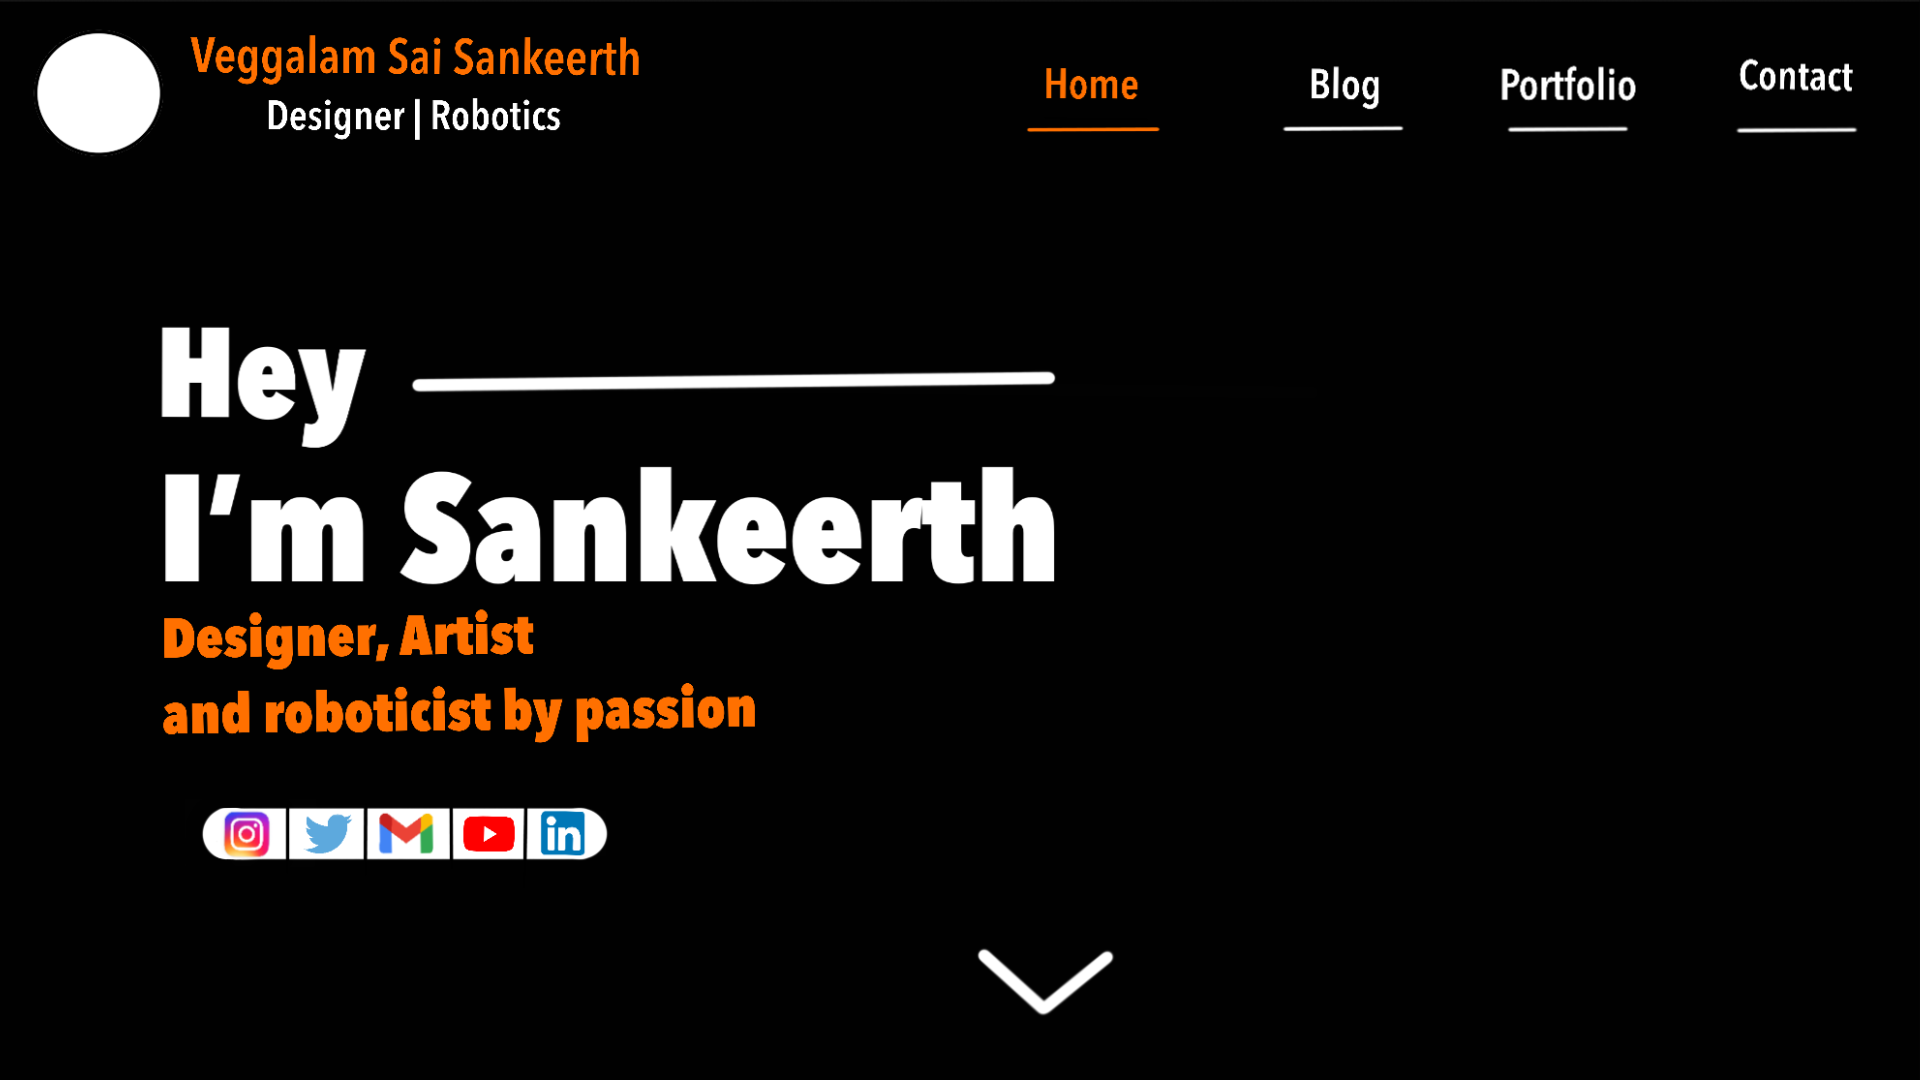 Veggalam Sai Sankeerth
Designer | Robotics
Home
Blog
Portfolio
Contact
Hey
I'm Sankeerth
Designer, Artist
and roboticist by passion
in